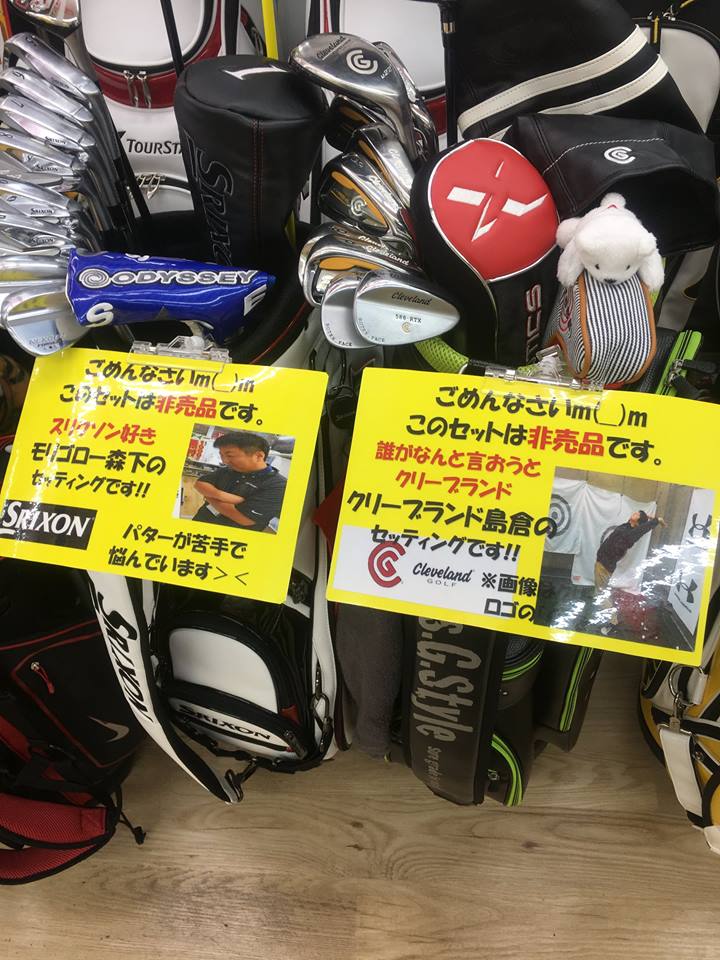 TOURSTA
1
SRIXON
Cleveland
Cleveland
588 RTX
ODYSSEY
S
ごめんなさいm(_)m
このセットは非売品です。
スリクソン好き
モリゴロー森下の
セッティングです!!
SRIXON
パターが苦手で
悩んでいます＞＜
ごめんなさいm(_)m
このセットは非売品です。
誰がなんと言おうと
クリーブランド
クリーブランド島倉の
セッティングです!!
Cleveland
GOLF
※画像
ロゴの
SRIXON
SRIXON
S.G.Style